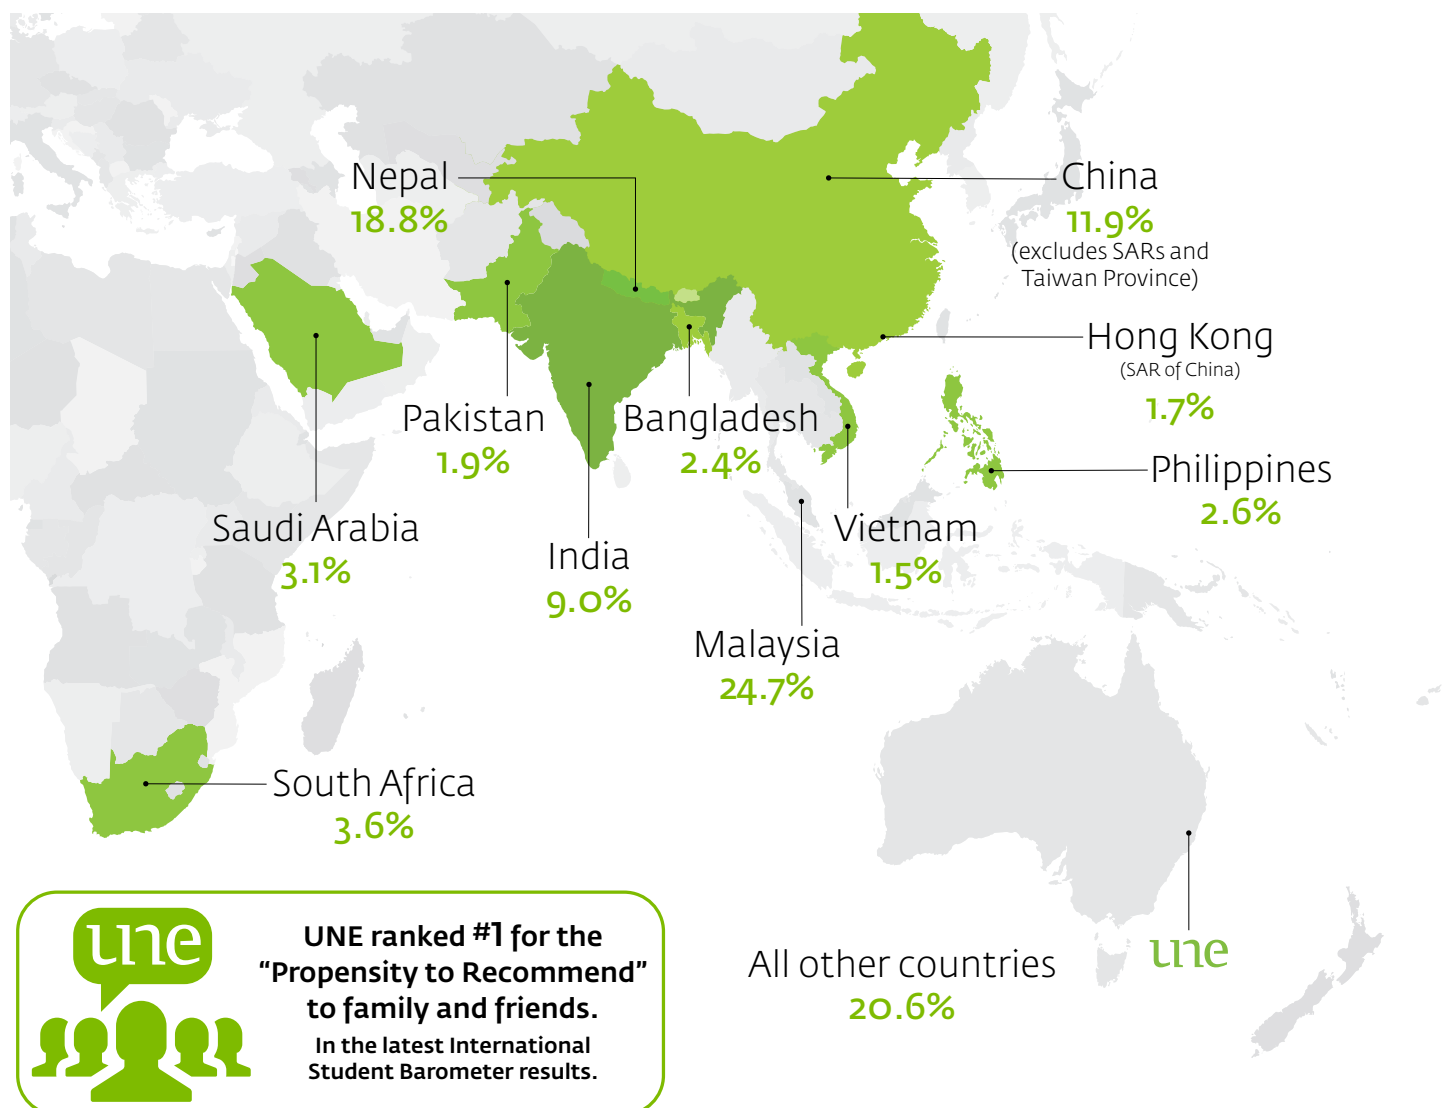 Nepal
18.8%
China
11.9%
(excludes SARs and
Taiwan Province)
Hong Kong
(SAR of China)
1.7%
Pakistan
1.9%
Bangladesh
2.4%
Philippines
2.6%
Saudi Arabia
3.1%
India
9.0%
Vietnam
1.5%
Malaysia
24.7%
South Africa
3.6%
une
UNE ranked #1 for the
“Propensity to Recommend”
to family and friends.
In the latest International
Student Barometer results.
All other countries
20.6%
une